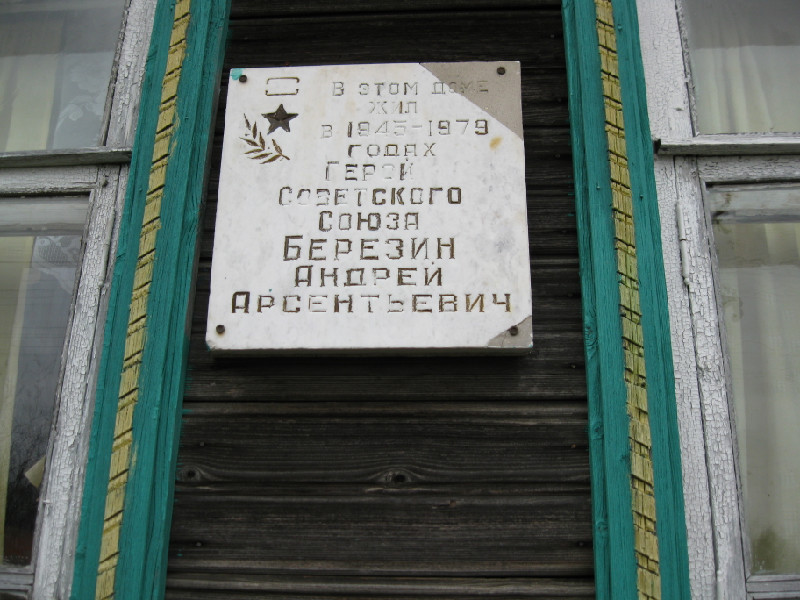 В ЭТОМ ДОМЕ
ЖИЛ
В 1945-1979
ГОДАХ
ГЕРОЙ
СОВЕТСКОГО
СОЮЗА
БЕРЕЗИН
АНДРЕЙ
АРСЕНТЬЕВИЧ